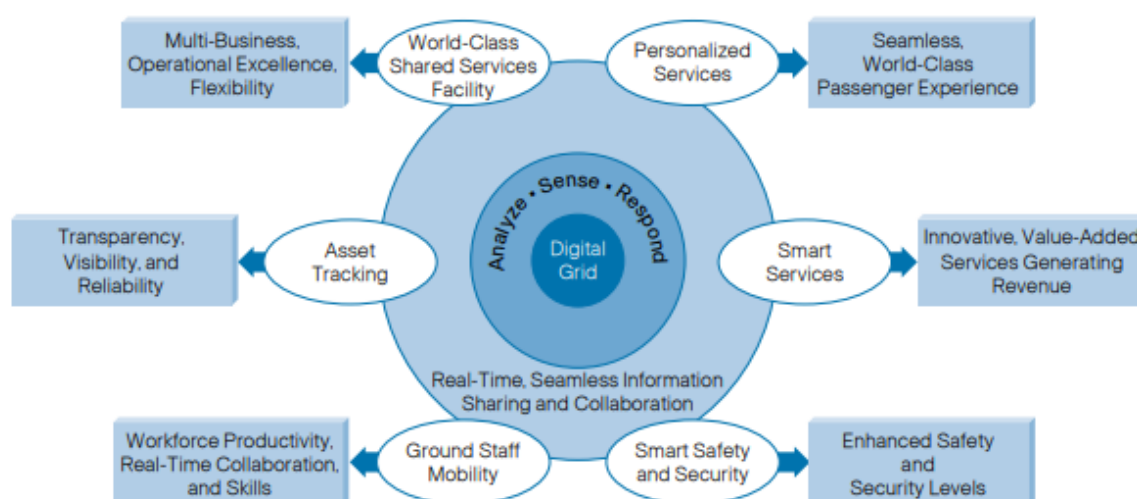 Multi-Business,
Operational Excellence,
Flexibility
World-Class
Shared Services
Facility
Personalized
Services
Seamless,
World-Class
Passenger Experience
Analyze • Sense • Respond
Digital
Grid
Transparency,
Visibility, and
Reliability
Asset
Tracking
Smart
Services
Innovative, Value-Added
Services Generating
Revenue
Real-Time, Seamless Information
Sharing and Collaboration
Workforce Productivity,
Real-Time Collaboration,
and Skills
Ground Staff
Mobility
Smart Safety
and Security
Enhanced Safety
and
Security Levels